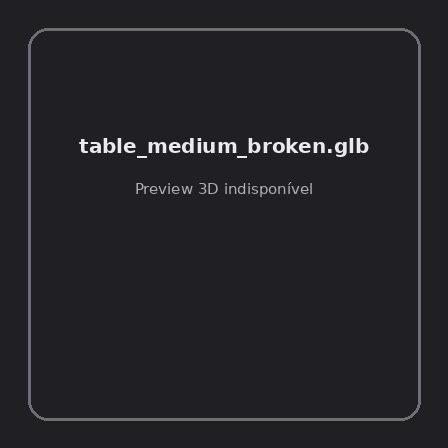 table_medium_broken.glb
Preview 3D indisponível